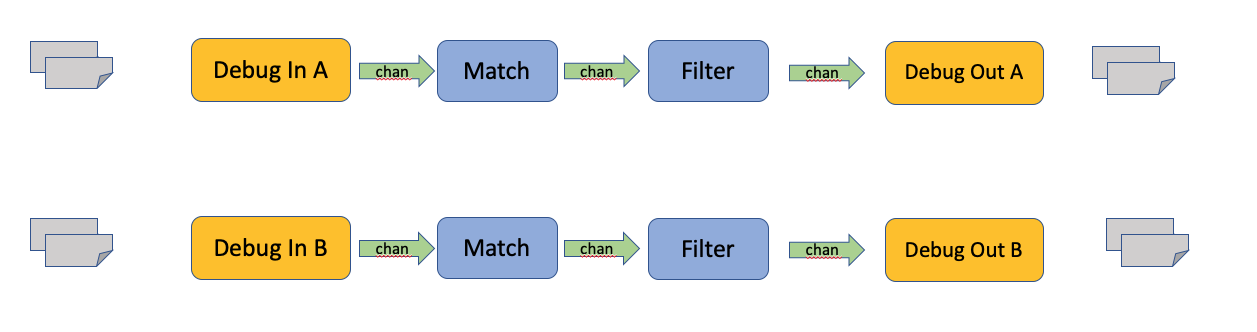 Debug In A
chan
Match
chan
Filter
chan
Debug Out A
Debug In B
chan
Match
chan
Filter
chan
Debug Out B